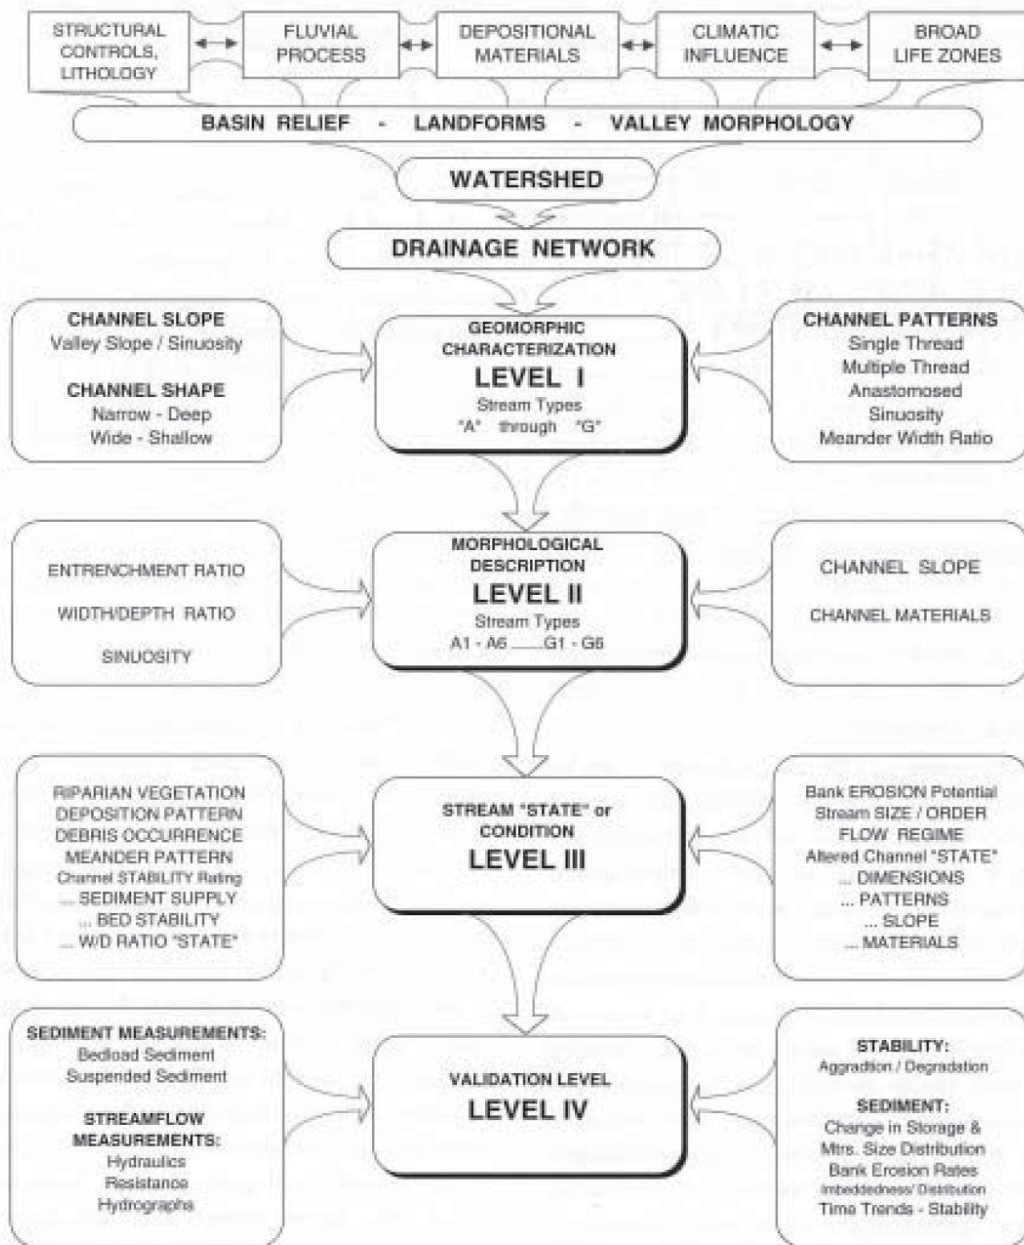 STRUCTURAL
CONTROLS,
LITHOLOGY
FLUVIAL
PROCESS
DEPOSITIONAL
MATERIALS
CLIMATIC
INFLUENCE
BROAD
LIFE ZONES
BASIN RELIEF - LANDFORMS - VALLEY MORPHOLOGY
WATERSHED
DRAINAGE NETWORK
CHANNEL SLOPE
Valley Slope / Sinuosity
CHANNEL SHAPE
Narrow - Deep
Wide - Shallow
GEOMORPHIC
CHARACTERIZATION
LEVEL I
Stream Types
"A" through "G"
CHANNEL PATTERNS
Single Thread
Multiple Thread
Anastomosed
Sinuosity
Meander Width Ratio
ENTRENCHMENT RATIO
WIDTH/DEPTH RATIO
SINUOSITY
MORPHOLOGICAL
DESCRIPTION
LEVEL II
Stream Types
A1 - A6 ......G1 - G6
CHANNEL SLOPE
CHANNEL MATERIALS
RIPARIAN VEGETATION
DEPOSITION PATTERN
DEBRIS OCCURRENCE
MEANDER PATTERN
Channel STABILITY Rating
... SEDIMENT SUPPLY
... BED STABILITY
... W/D RATIO "STATE"
STREAM "STATE" or
CONDITION
LEVEL III
Bank EROSION Potential
Stream SIZE / ORDER
FLOW REGIME
Altered Channel "STATE"
... DIMENSIONS
... PATTERNS
... SLOPE
... MATERIALS
SEDIMENT MEASUREMENTS:
Bedload Sediment
Suspended Sediment
STREAMFLOW
MEASUREMENTS:
Hydraulics
Resistance
Hydrographs
VALIDATION LEVEL
LEVEL IV
STABILITY:
Aggradtion / Degradation
SEDIMENT:
Change in Storage &
Mtrs. Size Distribution
Bank Erosion Rates
Imbeddedness/ Distribution
Time Trends - Stability